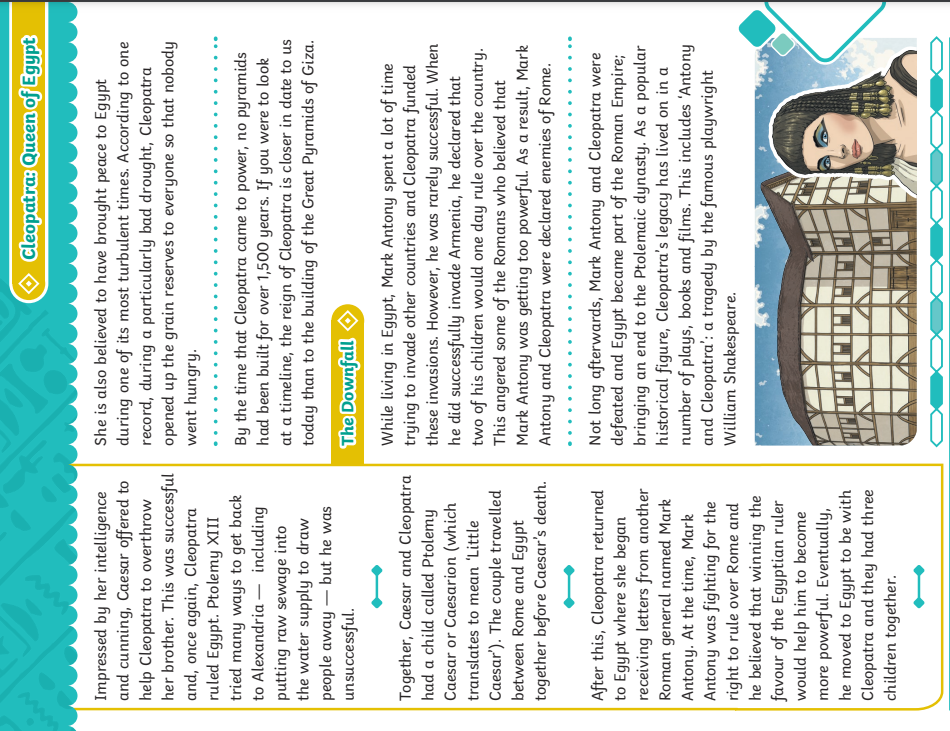 Cleopatra: Queen of Egypt
Impressed by her intelligence
and cunning, Caesar offered to
help Cleopatra to overthrow
her brother. This was successful
and, once again, Cleopatra
ruled Egypt. Ptolemy XIII
tried many ways to get back
to Alexandria — including
putting raw sewage into
the water supply to draw
people away — but he was
unsuccessful.
Together, Caesar and Cleopatra
had a child called Ptolemy
Caesar or Caesarion (which
translates to mean ‘Little
Caesar’). The couple travelled
between Rome and Egypt
together before Caesar’s death.
After this, Cleopatra returned
to Egypt where she began
receiving letters from another
Roman general named Mark
Antony. At the time, Mark
Antony was fighting for the
right to rule over Rome and
he believed that winning the
favour of the Egyptian ruler
would help him to become
more powerful. Eventually,
he moved to Egypt to be with
Cleopatra and they had three
children together.
She is also believed to have brought peace to Egypt
during one of its most turbulent times. According to one
record, during a particularly bad drought, Cleopatra
opened up the grain reserves to everyone so that nobody
went hungry.
By the time that Cleopatra came to power, no pyramids
had been built for over 1,500 years. If you were to look
at a timeline, the reign of Cleopatra is closer in date to us
today than to the building of the Great Pyramids of Giza.
The Downfall
While living in Egypt, Mark Antony spent a lot of time
trying to invade other countries and Cleopatra funded
these invasions. However, he was rarely successful. When
he did successfully invade Armenia, he declared that
two of his children would one day rule over the country.
This angered some of the Romans who believed that
Mark Antony was getting too powerful. As a result, Mark
Antony and Cleopatra were declared enemies of Rome.
Not long afterwards, Mark Antony and Cleopatra were
defeated and Egypt became part of the Roman Empire;
bringing an end to the Ptolemaic dynasty. As a popular
historical figure, Cleopatra’s legacy has lived on in a
number of plays, books and films. This includes ‘Antony
and Cleopatra’: a tragedy by the famous playwright
William Shakespeare.